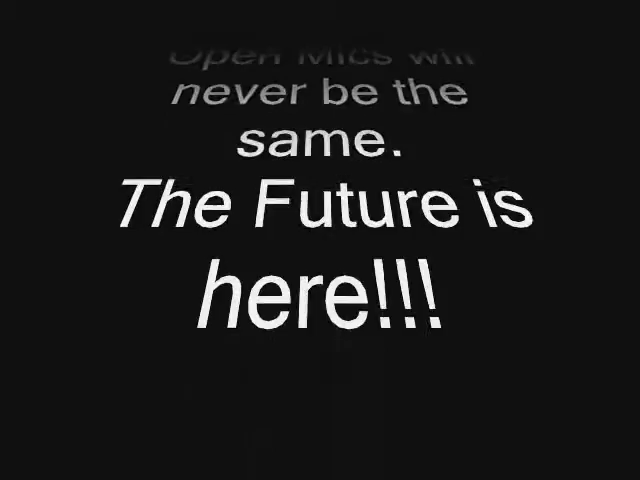 Open Mics will
never be the
same.
The Future is
here!!!